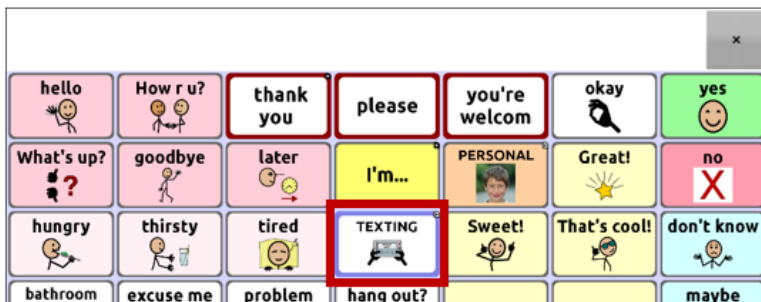 ×
hello How r u? thank you please you're welcom okay yes
What's up? goodbye later I'm... PERSONAL Great! no
hungry thirsty tired TEXTING Sweet! That's cool! don't know
bathroom excuse me problem hang out? maybe